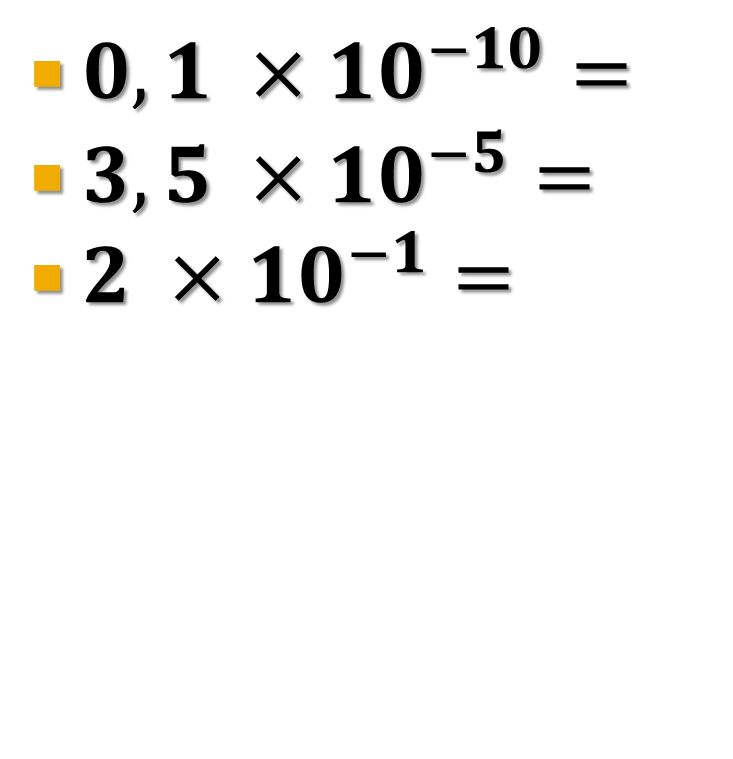 ▪ 0,1 × 10⁻¹⁰ =
▪ 3,5 × 10⁻⁵ =
▪ 2 × 10⁻¹ =